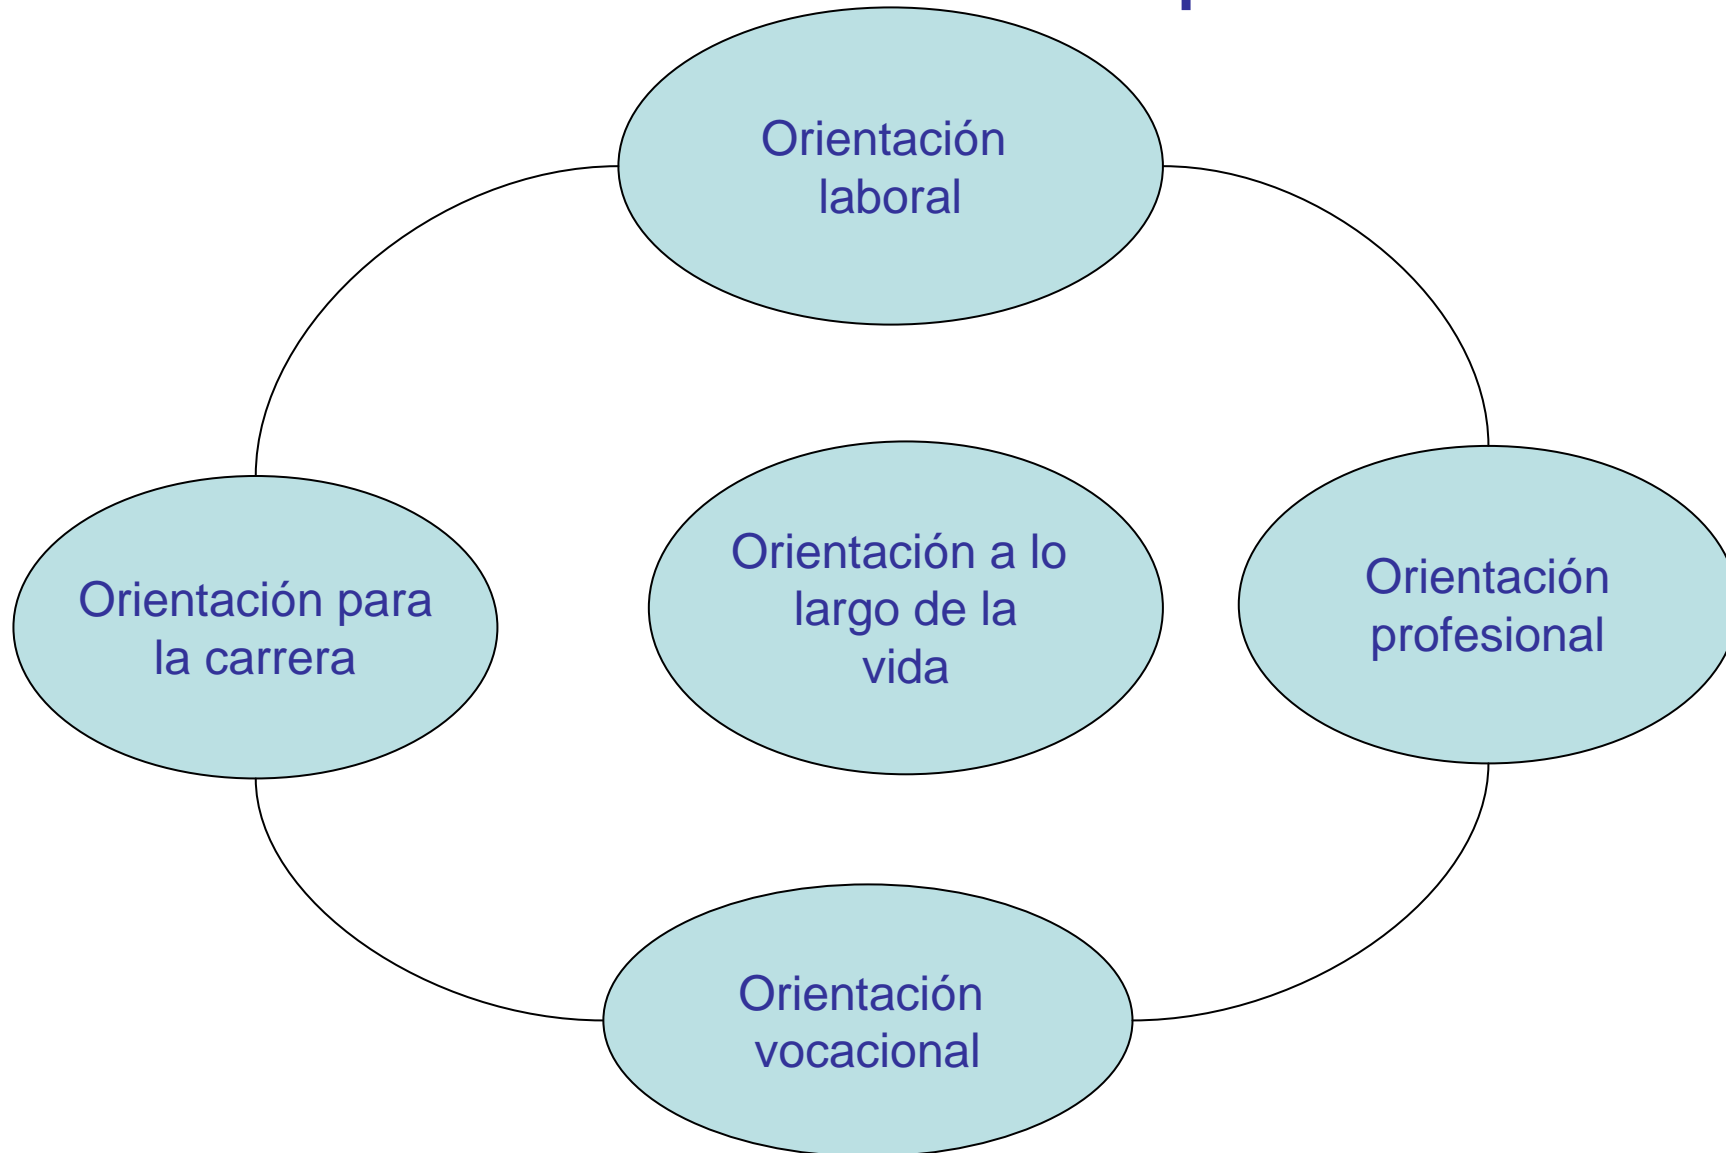 Orientación
laboral
Orientación para
la carrera
Orientación a lo
largo de la
vida
Orientación
profesional
Orientación
vocacional